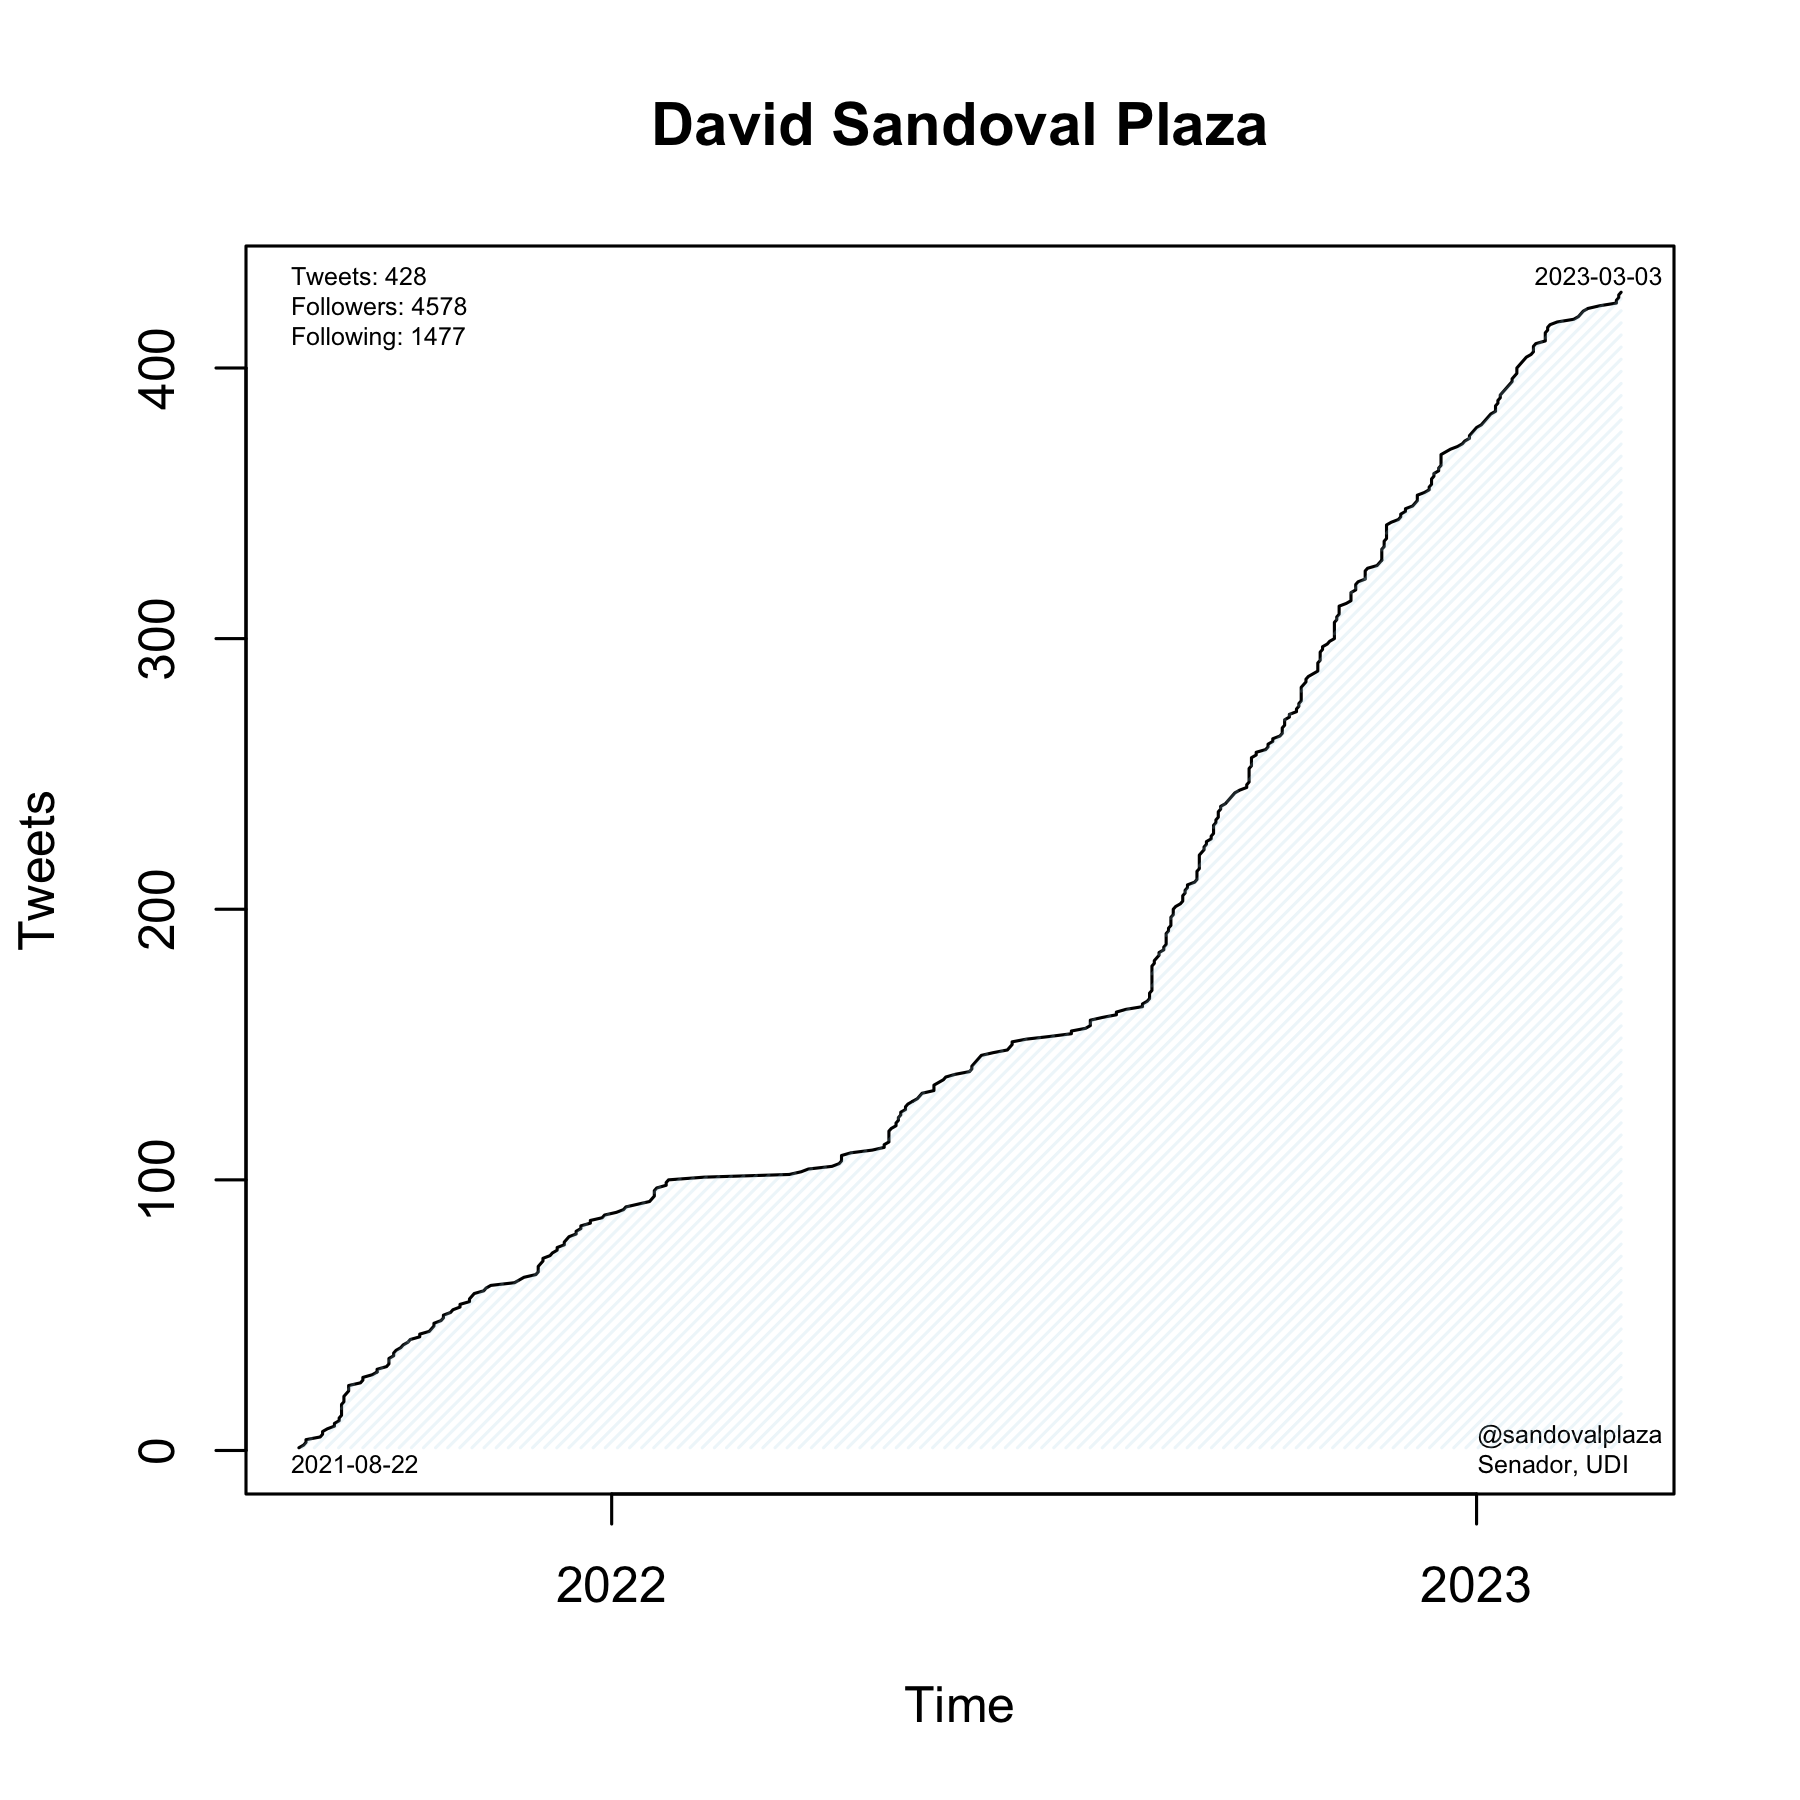 David Sandoval Plaza
Tweets: 428
Followers: 4578
Following: 1477
2023-03-03
400
300
200
100
0
Tweets
2021-08-22
@sandovalplaza
Senador, UDI
2022
2023
Time